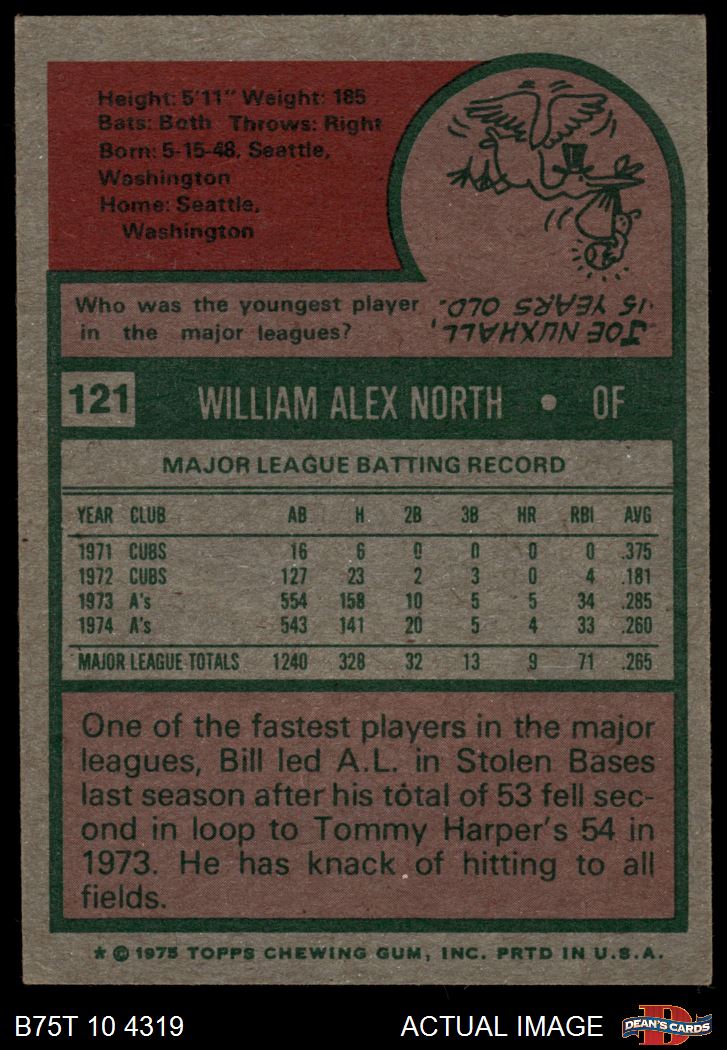 Height: 5'11" Weight: 185
Bats: Both Throws: Right
Born: 5-15-48, Seattle,
Washington
Home: Seattle,
Washington
Who was the youngest player
in the major leagues?
JOE NUXHALL,
15 YEARS OLD.
121 WILLIAM ALEX NORTH • OF
MAJOR LEAGUE BATTING RECORD
YEAR CLUB AB H 2B 3B HR RBI AVG
1971 CUBS 16 6 0 0 0 0 .375
1972 CUBS 127 23 2 3 0 4 .181
1973 A's 554 158 10 5 5 34 .285
1974 A's 543 141 20 5 4 33 .260
MAJOR LEAGUE TOTALS 1240 328 32 13 9 71 .265
One of the fastest players in the major
leagues, Bill led A.L. in Stolen Bases
last season after his total of 53 fell sec-
ond in loop to Tommy Harper's 54 in
1973. He has knack of hitting to all
fields.
* © 1975 TOPPS CHEWING GUM, INC. PRTD IN U.S.A.
B75T 10 4319 ACTUAL IMAGE D DEAN'S CARDS